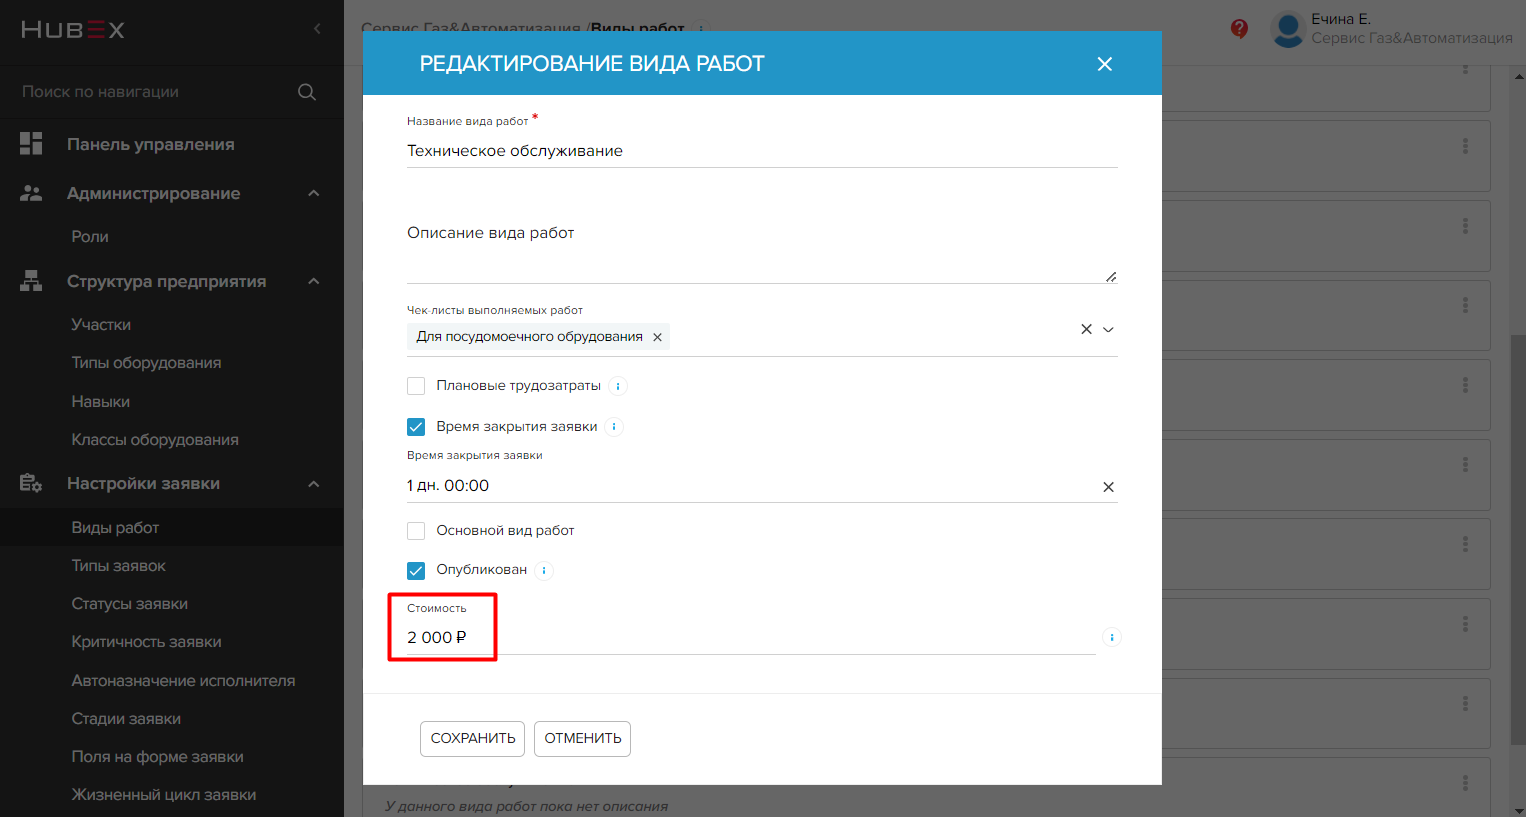 HUBEX
Поиск по навигации
Панель управления
Администрирование
Роли
Структура предприятия
Участки
Типы оборудования
Навыки
Классы оборудования
Настройки заявки
Виды работ
Типы заявок
Статусы заявки
Критичность заявки
Автоназначение исполнителя
Стадии заявки
Поля на форме заявки
Жизненный цикл заявки
Сервис Газ&Автоматизация /Виды работ
Ечина Е.
Сервис Газ&Автоматизация
РЕДАКТИРОВАНИЕ ВИДА РАБОТ
Название вида работ *
Техническое обслуживание
Описание вида работ
Чек-листы выполняемых работ
Для посудомоечного обрудования
Плановые трудозатраты
Время закрытия заявки
Время закрытия заявки
1 дн. 00:00
Основной вид работ
Опубликован
Стоимость
2 000 ₽
СОХРАНИТЬ
ОТМЕНИТЬ
У данного вида работ пока нет описания